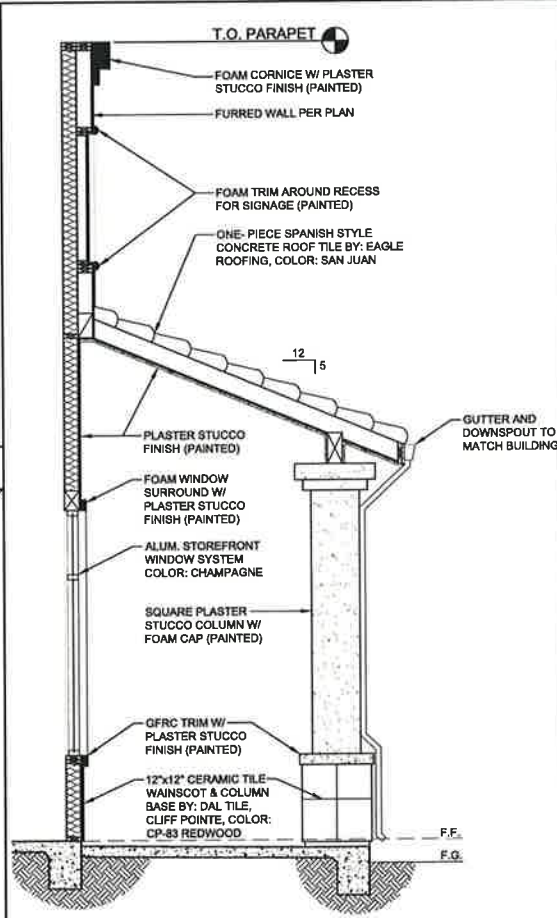 T.O. PARAPET
FOAM CORNICE W/ PLASTER
STUCCO FINISH (PAINTED)
FURRED WALL PER PLAN
FOAM TRIM AROUND RECESS
FOR SIGNAGE (PAINTED)
ONE- PIECE SPANISH STYLE
CONCRETE ROOF TILE BY: EAGLE
ROOFING, COLOR: SAN JUAN
12
5
GUTTER AND
DOWNSPOUT TO
MATCH BUILDING
PLASTER STUCCO
FINISH (PAINTED)
FOAM WINDOW
SURROUND W/
PLASTER STUCCO
FINISH (PAINTED)
ALUM. STOREFRONT
WINDOW SYSTEM
COLOR: CHAMPAGNE
SQUARE PLASTER
STUCCO COLUMN W/
FOAM CAP (PAINTED)
GFRC TRIM W/
PLASTER STUCCO
FINISH (PAINTED)
12"x12" CERAMIC TILE
WAINSCOT & COLUMN
BASE BY: DAL TILE,
CLIFF POINTE, COLOR:
CP-83 REDWOOD
F.F.
F.G.